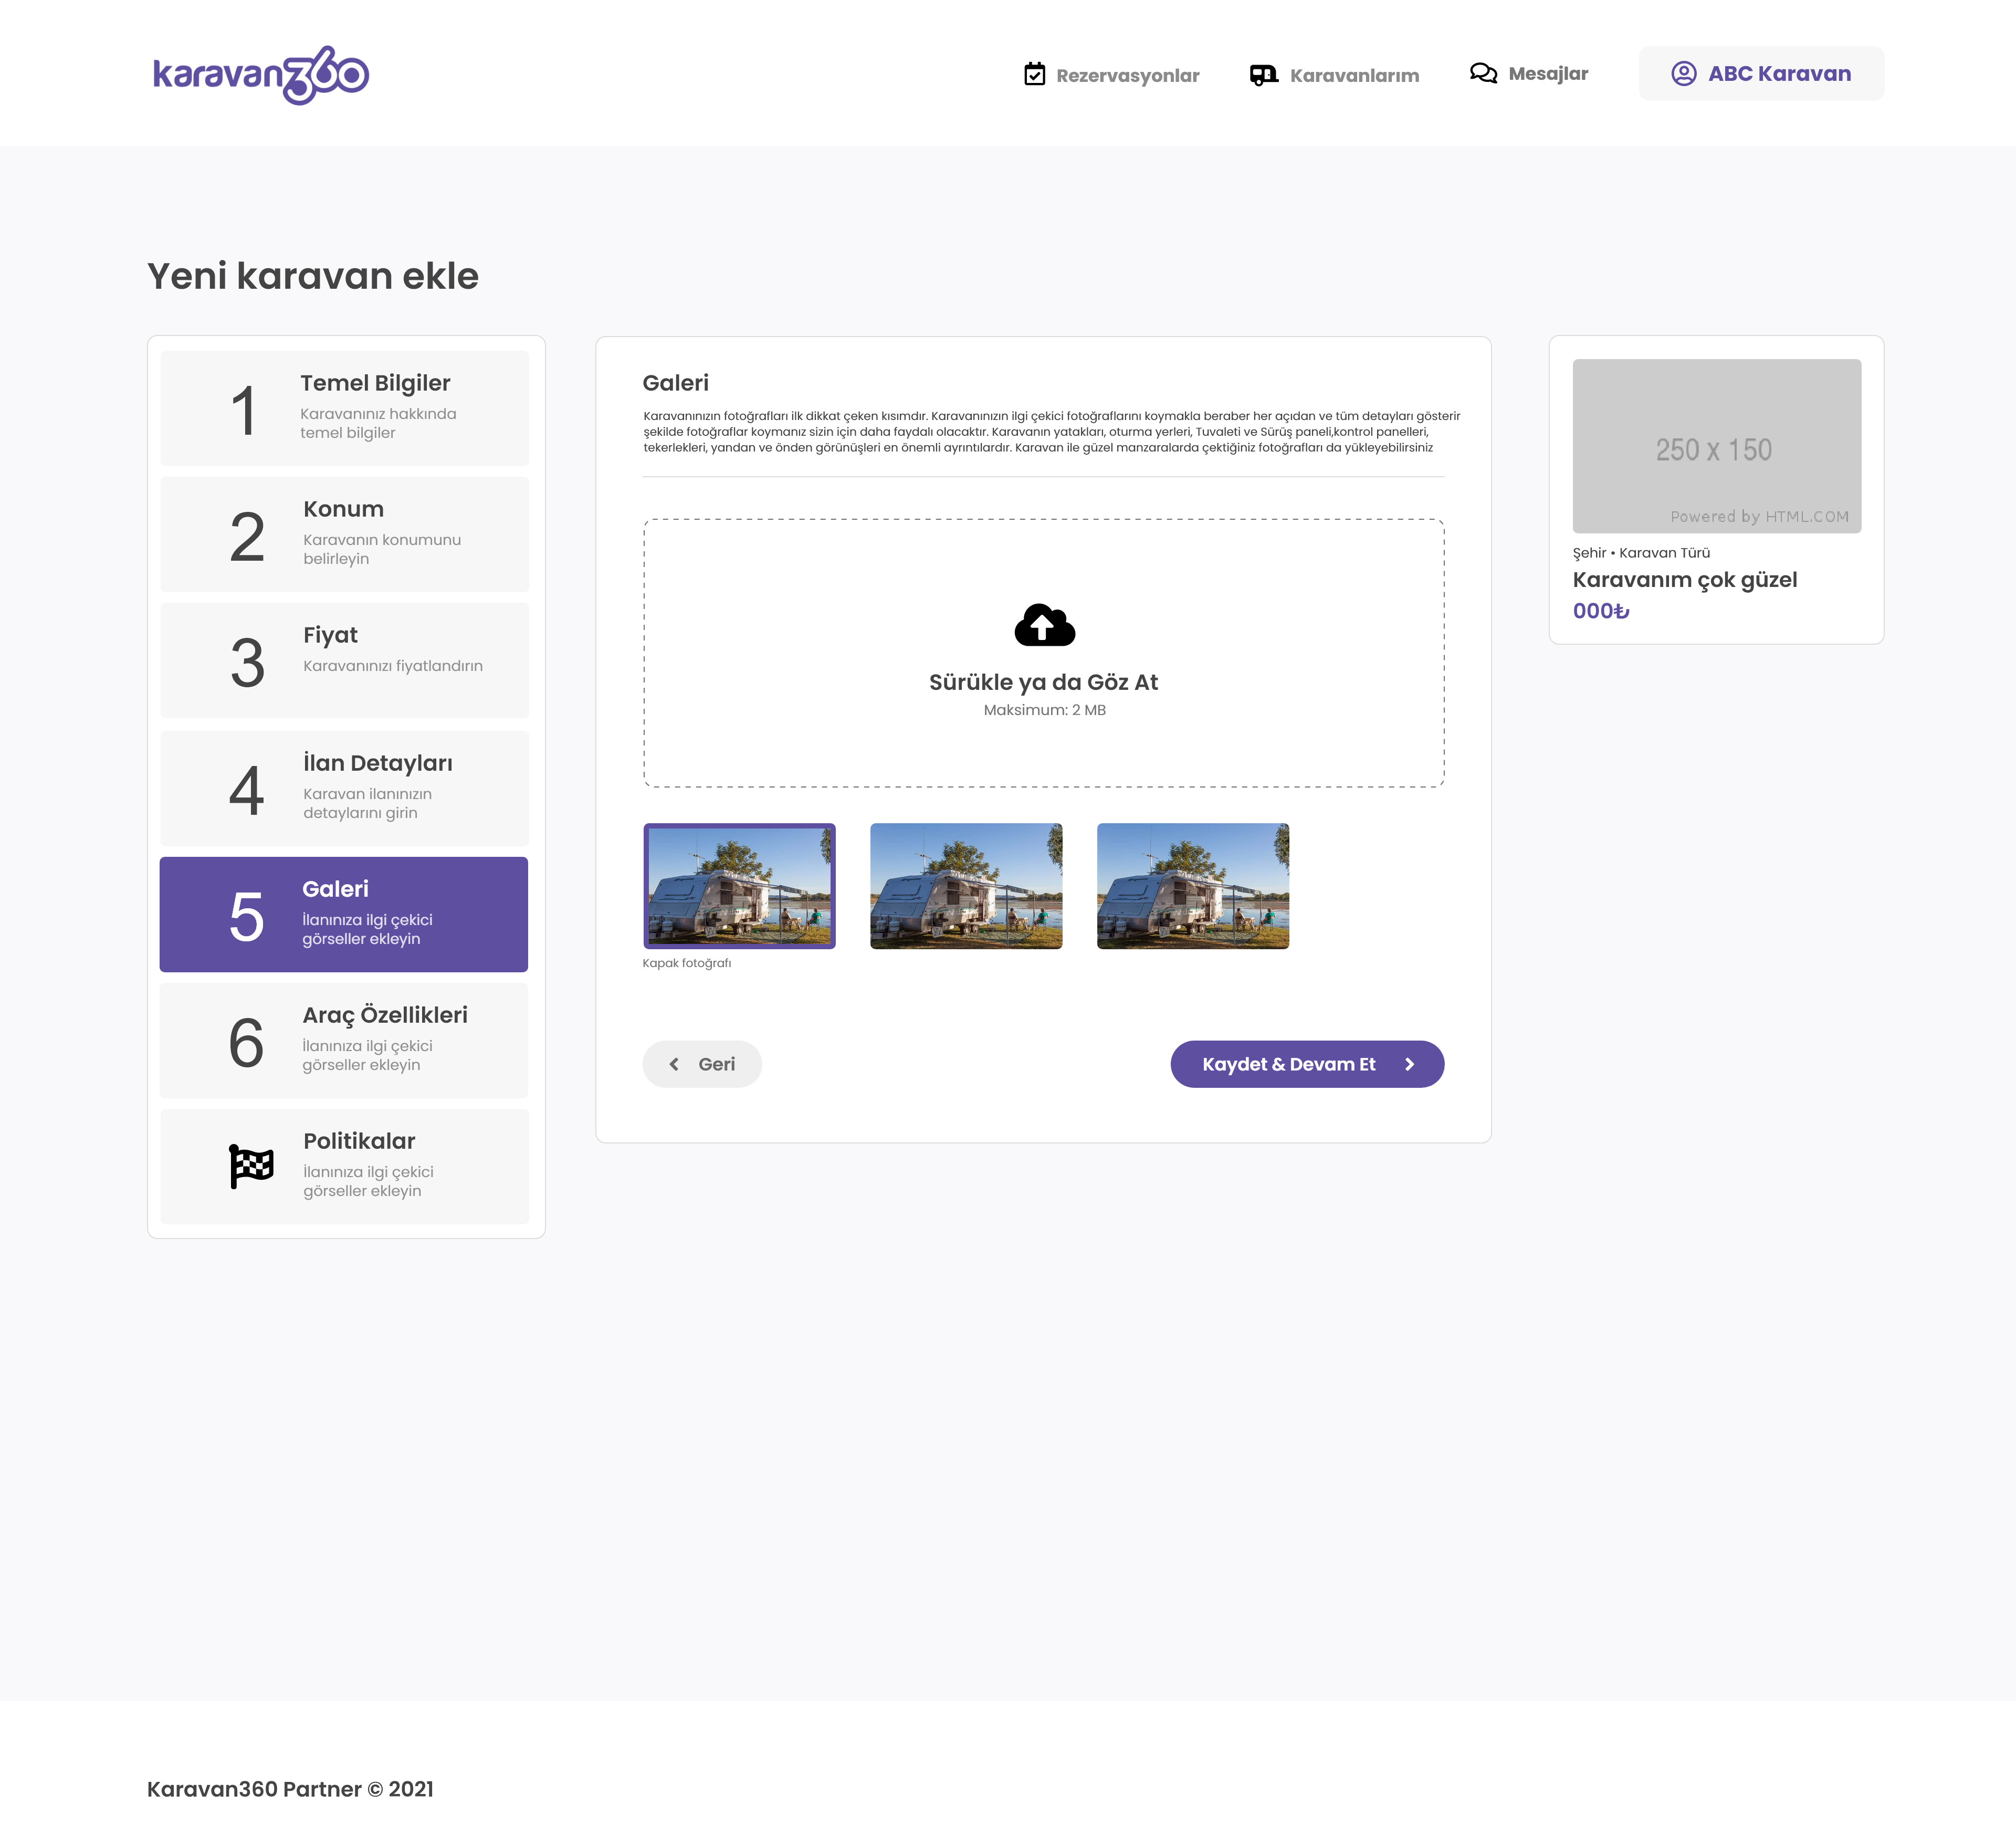 karavan360
Rezervasyonlar
Karavanlarım
Mesajlar
ABC Karavan
Yeni karavan ekle
1
Temel Bilgiler
Karavanınız hakkında
temel bilgiler
2
Konum
Karavanın konumunu
belirleyin
3
Fiyat
Karavanınızı fiyatlandırın
4
İlan Detayları
Karavan ilanınızın
detaylarını girin
5
Galeri
İlanınıza ilgi çekici
görseller ekleyin
6
Araç Özellikleri
İlanınıza ilgi çekici
görseller ekleyin
Politikalar
İlanınıza ilgi çekici
görseller ekleyin
Galeri
Karavanınızın fotoğrafları ilk dikkat çeken kısımdır. Karavanınızın ilgi çekici fotoğraflarını koymakla beraber her açıdan ve tüm detayları gösterir
şekilde fotoğraflar koymanız sizin için daha faydalı olacaktır. Karavanın yatakları, oturma yerleri, Tuvaleti ve Sürüş paneli,kontrol panelleri,
tekerlekleri, yandan ve önden görünüşleri en önemli ayrıntılardır. Karavan ile güzel manzaralarda çektiğiniz fotoğrafları da yükleyebilirsiniz
Sürükle ya da Göz At
Maksimum: 2 MB
Kapak fotoğrafı
Geri
Kaydet & Devam Et
250 x 150
Powered by HTML.COM
Şehir • Karavan Türü
Karavanım çok güzel
000₺
Karavan360 Partner © 2021